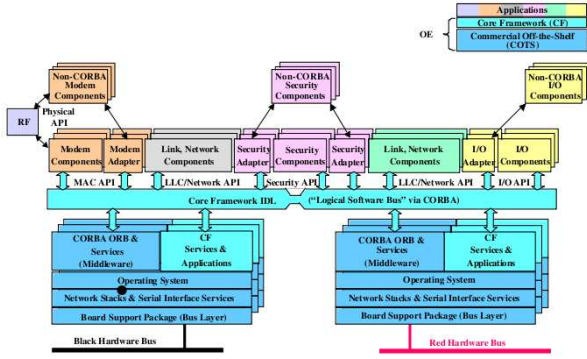 Applications
OE
Core Framework (CF)
Commercial Off-the-Shelf
(COTS)
Non-CORBA
Modem
Components
Non-CORBA
Security
Components
Non-CORBA
I/O
Components
RF
Physical
API
Modem
Components
Modem
Adapter
Link, Network
Components
Security
Adapter
Security
Components
Security
Adapter
Link, Network
Components
I/O
Adapter
I/O
Components
MAC API
LLC/Network API
Security API
LLC/Network API
I/O API
Core Framework IDL
("Logical Software Bus" via CORBA)
CORBA ORB &
Services
(Middleware)
CF
Services &
Applications
Operating System
Network Stacks & Serial Interface Services
Board Support Package (Bus Layer)
CORBA ORB &
Services
(Middleware)
CF
Services &
Applications
Operating System
Network Stacks & Serial Interface Services
Board Support Package (Bus Layer)
Black Hardware Bus
Red Hardware Bus